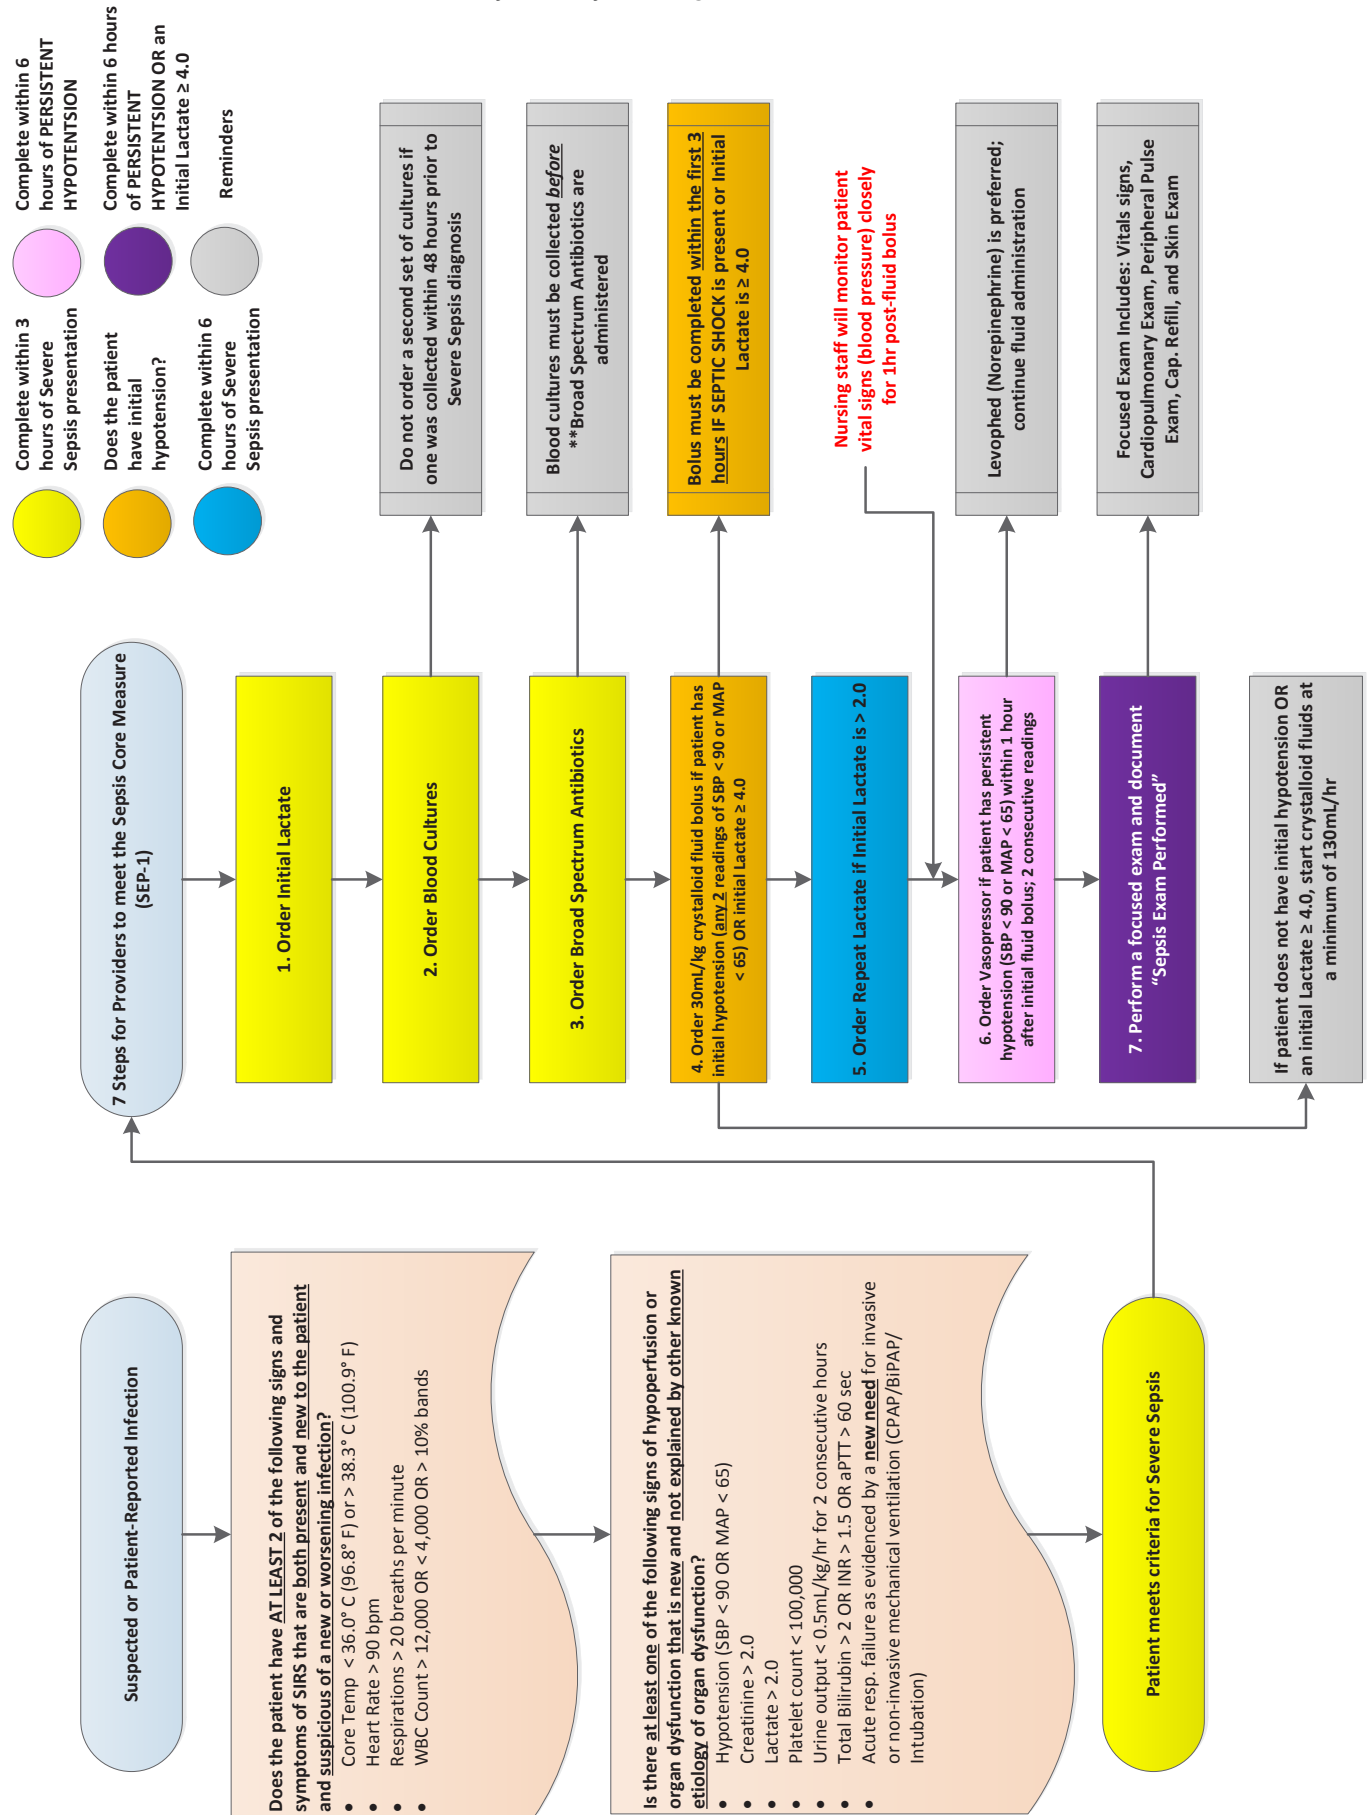 Suspected or Patient-Reported Infection
Does the patient have AT LEAST 2 of the following signs and
symptoms of SIRS that are both present and new to the patient
and suspicious of a new or worsening infection?
• Core Temp < 36.0° C (96.8° F) or > 38.3° C (100.9° F)
• Heart Rate > 90 bpm
• Respirations > 20 breaths per minute
• WBC Count > 12,000 OR < 4,000 OR > 10% bands
Is there at least one of the following signs of hypoperfusion or
organ dysfunction that is new and not explained by other known
etiology of organ dysfunction?
• Hypotension (SBP < 90 OR MAP < 65)
• Creatinine > 2.0
• Lactate > 2.0
• Platelet count < 100,000
• Urine output < 0.5mL/kg/hr for 2 consecutive hours
• Total Bilirubin > 2 OR INR > 1.5 OR aPTT > 60 sec
• Acute resp. failure as evidenced by a new need for invasive
or non-invasive mechanical ventilation (CPAP/BiPAP/
Intubation)
Patient meets criteria for Severe Sepsis
7 Steps for Providers to meet the Sepsis Core Measure
(SEP-1)
1. Order Initial Lactate
2. Order Blood Cultures
3. Order Broad Spectrum Antibiotics
4. Order 30mL/kg crystalloid fluid bolus if patient has
initial hypotension (any 2 readings of SBP < 90 or MAP
< 65) OR initial Lactate ≥ 4.0
5. Order Repeat Lactate if Initial Lactate is > 2.0
6. Order Vasopressor if patient has persistent
hypotension (SBP < 90 or MAP < 65) within 1 hour
after initial fluid bolus; 2 consecutive readings
7. Perform a focused exam and document
“Sepsis Exam Performed”
If patient does not have initial hypotension OR
an initial Lactate ≥ 4.0, start crystalloid fluids at
a minimum of 130mL/hr
Complete within 3
hours of Severe
Sepsis presentation
Does the patient
have initial
hypotension?
Complete within 6
hours of Severe
Sepsis presentation
Complete within 6
hours of PERSISTENT
HYPOTENTSION
Complete within 6 hours
of PERSISTENT
HYPOTENTSION OR an
Initial Lactate ≥ 4.0
Reminders
Do not order a second set of cultures if
one was collected within 48 hours prior to
Severe Sepsis diagnosis
Blood cultures must be collected before
**Broad Spectrum Antibiotics are
administered
Bolus must be completed within the first 3
hours IF SEPTIC SHOCK is present or Initial
Lactate is ≥ 4.0
Nursing staff will monitor patient
vital signs (blood pressure) closely
for 1hr post-fluid bolus
Levophed (Norepinephrine) is preferred;
continue fluid administration
Focused Exam Includes: Vitals signs,
Cardiopulmonary Exam, Peripheral Pulse
Exam, Cap. Refill, and Skin Exam